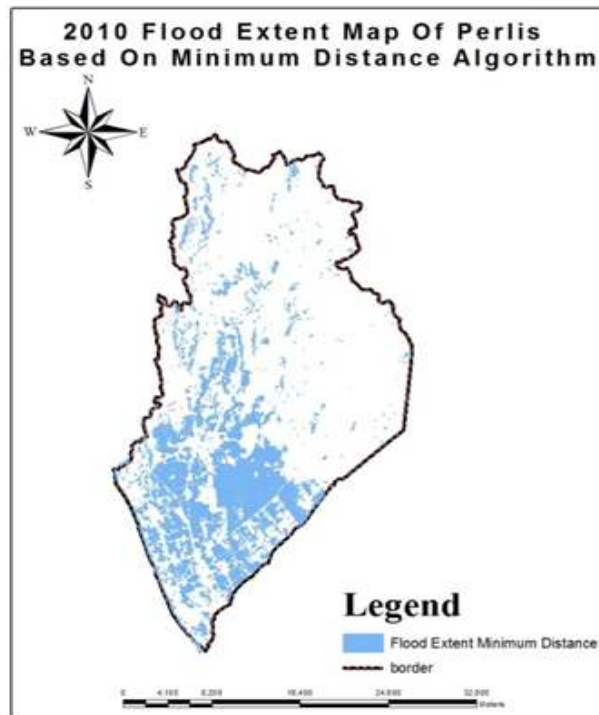 2010 Flood Extent Map Of Perlis
Based On Minimum Distance Algorithm
N
W E
S
Legend
Flood Extent Minimum Distance
border
0 4,100 8,200 16,400 24,600 32,800
Meters